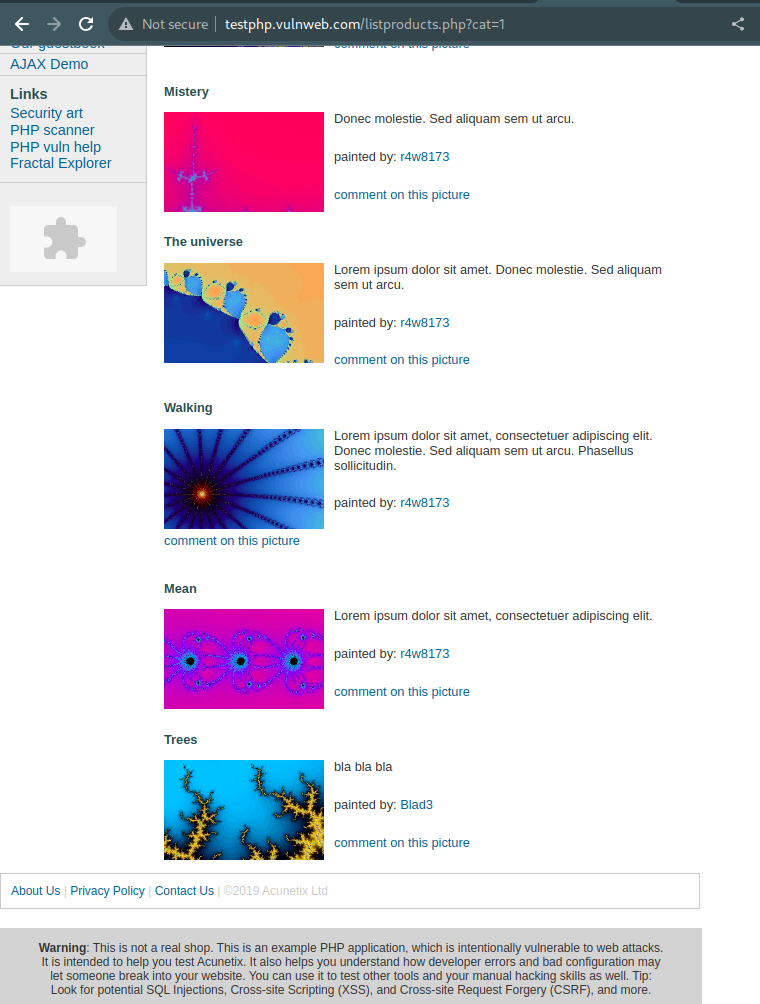 Not secure testphp.vulnweb.com/listproducts.php?cat=1
Our guestbook
comment on this picture
AJAX Demo
Links
Security art
PHP scanner
PHP vuln help
Fractal Explorer
Mistery
Donec molestie. Sed aliquam sem ut arcu.
painted by: r4w8173
comment on this picture
The universe
Lorem ipsum dolor sit amet. Donec molestie. Sed aliquam
sem ut arcu.
painted by: r4w8173
comment on this picture
Walking
Lorem ipsum dolor sit amet, consectetuer adipiscing elit.
Donec molestie. Sed aliquam sem ut arcu. Phasellus
sollicitudin.
painted by: r4w8173
comment on this picture
Mean
Lorem ipsum dolor sit amet, consectetuer adipiscing elit.
painted by: r4w8173
comment on this picture
Trees
bla bla bla
painted by: Blad3
comment on this picture
About Us | Privacy Policy | Contact Us | ©2019 Acunetix Ltd
Warning: This is not a real shop. This is an example PHP application, which is intentionally vulnerable to web attacks.
It is intended to help you test Acunetix. It also helps you understand how developer errors and bad configuration may
let someone break into your website. You can use it to test other tools and your manual hacking skills as well. Tip:
Look for potential SQL Injections, Cross-site Scripting (XSS), and Cross-site Request Forgery (CSRF), and more.